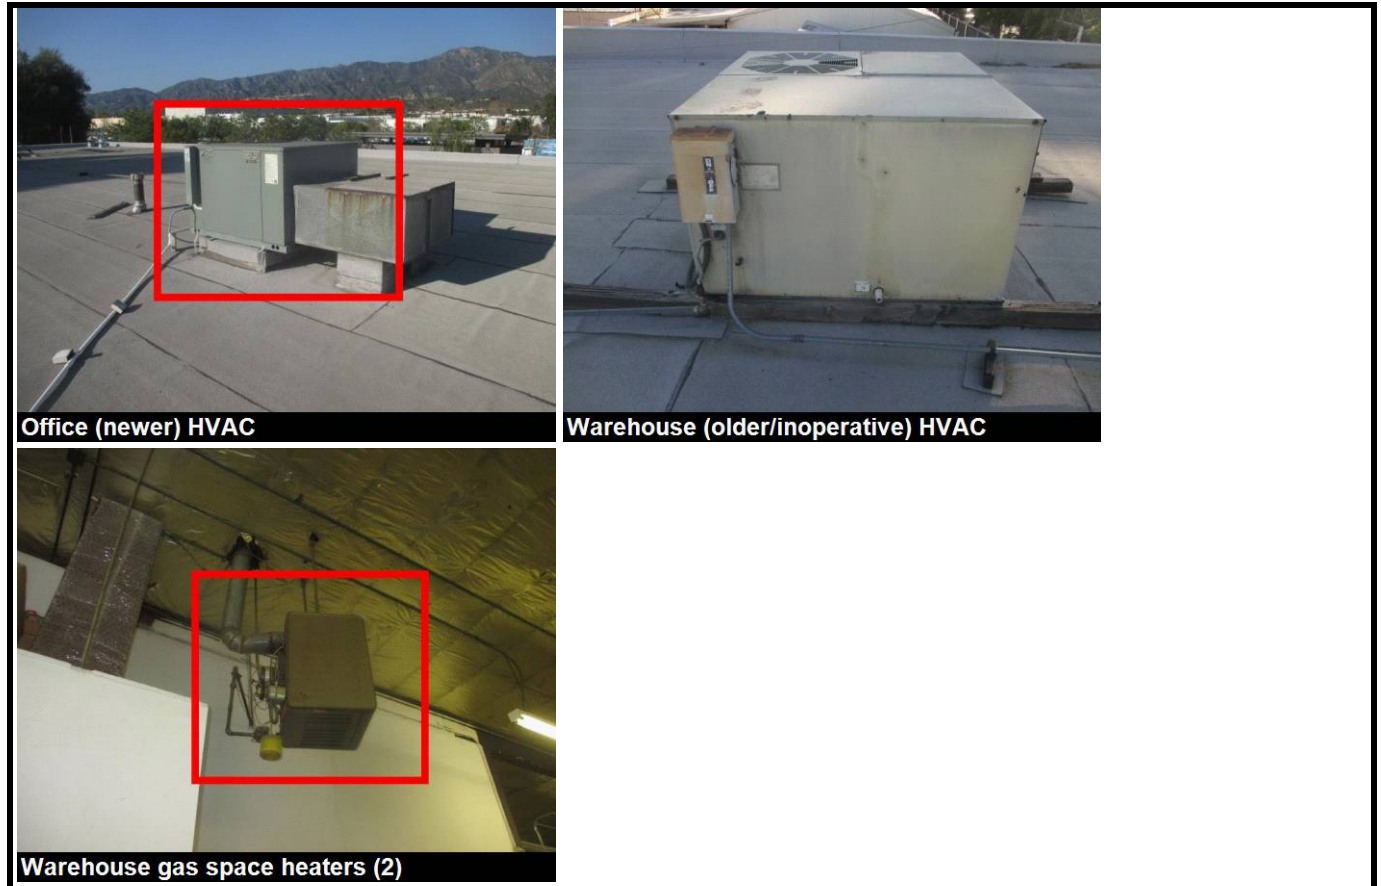 Office (newer) HVAC
Warehouse (older/inoperative) HVAC
Warehouse gas space heaters (2)